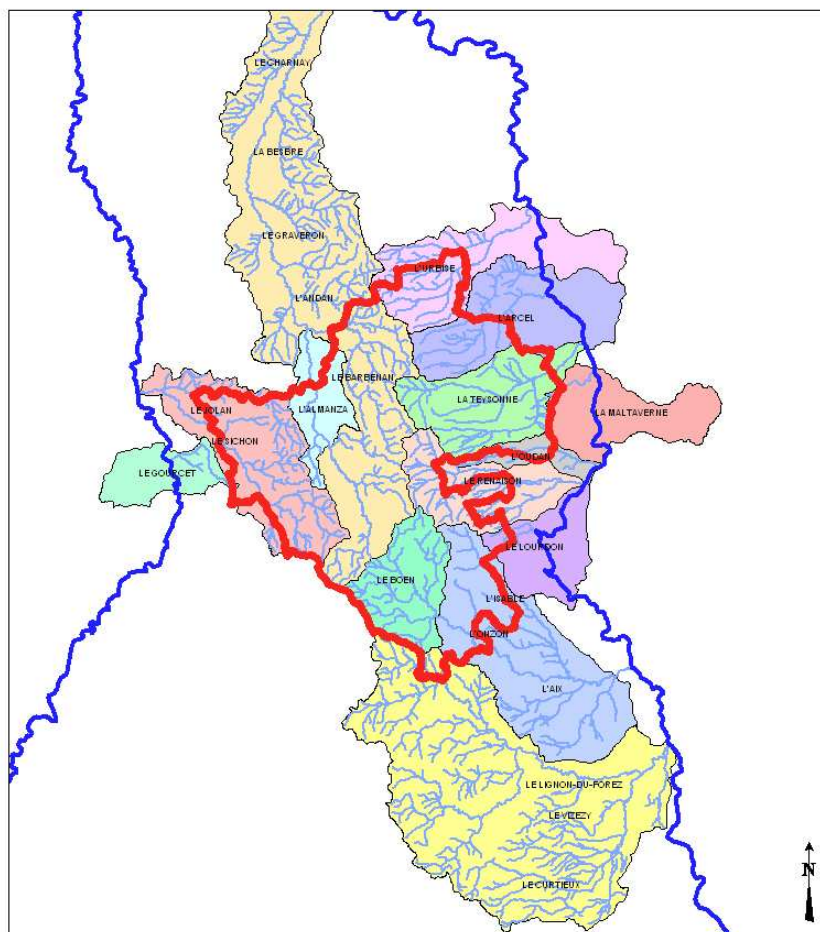 LE CHARNAY
LA BESBRE
LE GRAVERON
L'URBISE
L'ANDAN
L'ARCEL
LE BARBENAN
LA TEYSONNE
L'ALMANZA
LE JOLAN
LA MALTAVERNE
LE SICHON
L'OUDAN
LE GOURCET
LE RENAISON
LE LOURDON
LE BOEN
L'ISABLE
L'ONZON
L'AIX
LE LIGNON-DU-FOREZ
LE VIZEZY
LE CURTIEUX
N